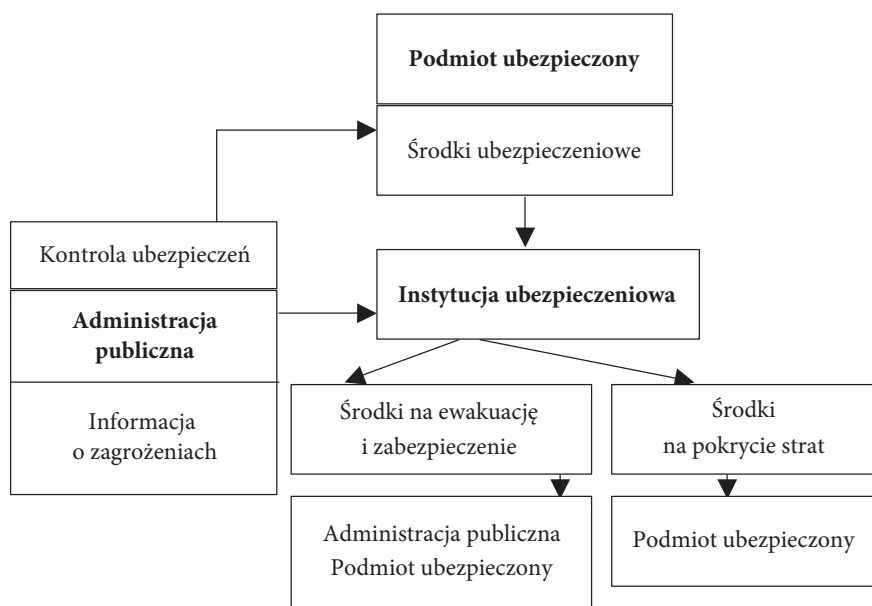 Podmiot ubezpieczony
Środki ubezpieczeniowe
Kontrola ubezpieczeń
Administracja
publiczna
Informacja
o zagrożeniach
Instytucja ubezpieczeniowa
Środki na ewakuację
i zabezpieczenie
Środki
na pokrycie strat
Administracja publiczna
Podmiot ubezpieczony
Podmiot ubezpieczony